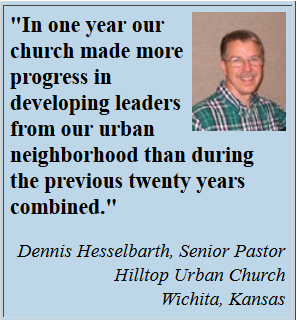 "In one year our
church made more
progress in
developing leaders
from our urban
neighborhood than during
the previous twenty years
combined."
Dennis Hesselbarth, Senior Pastor
Hilltop Urban Church
Wichita, Kansas